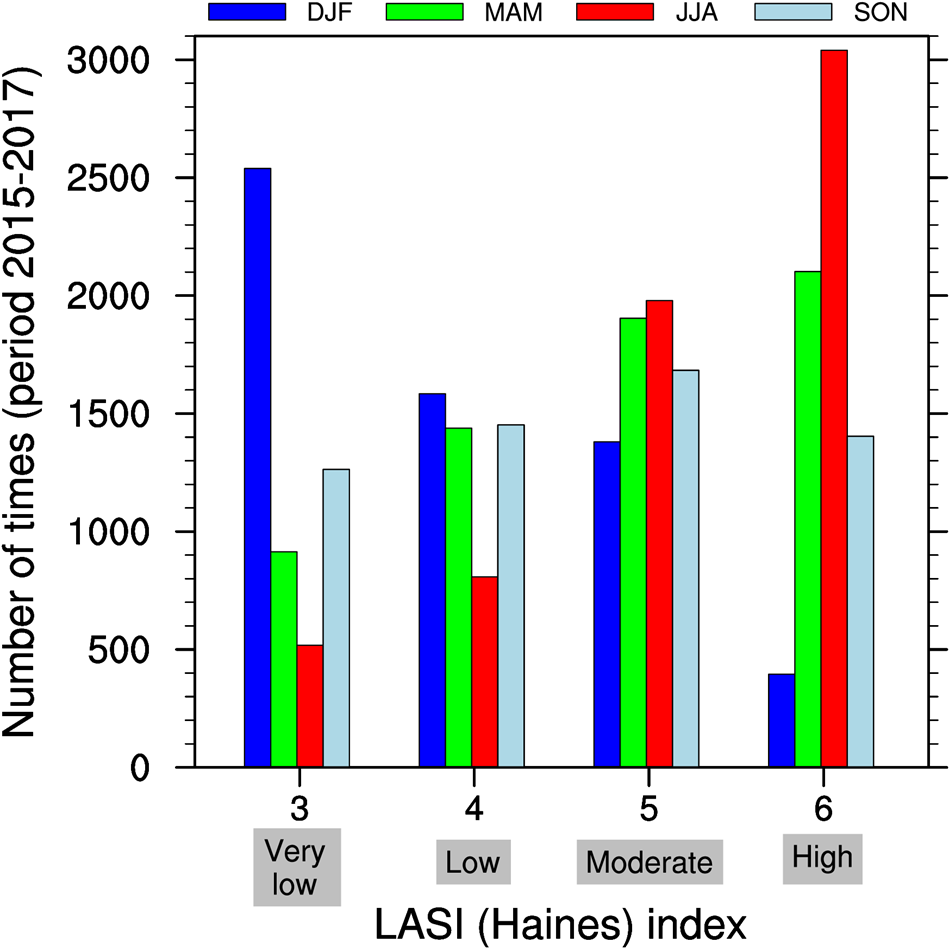 DJF MAM JJA SON
Number of times (period 2015-2017)
3000
2500
2000
1500
1000
500
0
3 4 5 6
Very low Low Moderate High
LASI (Haines) index